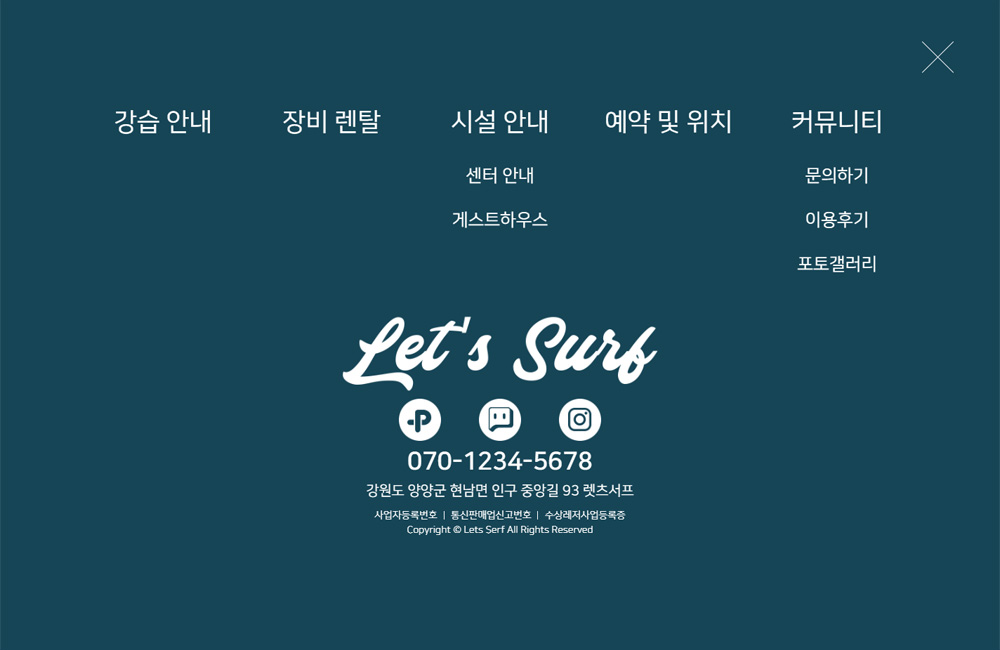 강습 안내 장비 렌탈 시설 안내 예약 및 위치 커뮤니티
센터 안내 문의하기
게스트하우스 이용후기
포토갤러리
Let's Surf
070-1234-5678
강원도 양양군 현남면 인구 중앙길 93 렛츠서프
사업자등록번호 | 통신판매업신고번호 | 수상레저사업등록증
Copyright © Lets Serf All Rights Reserved